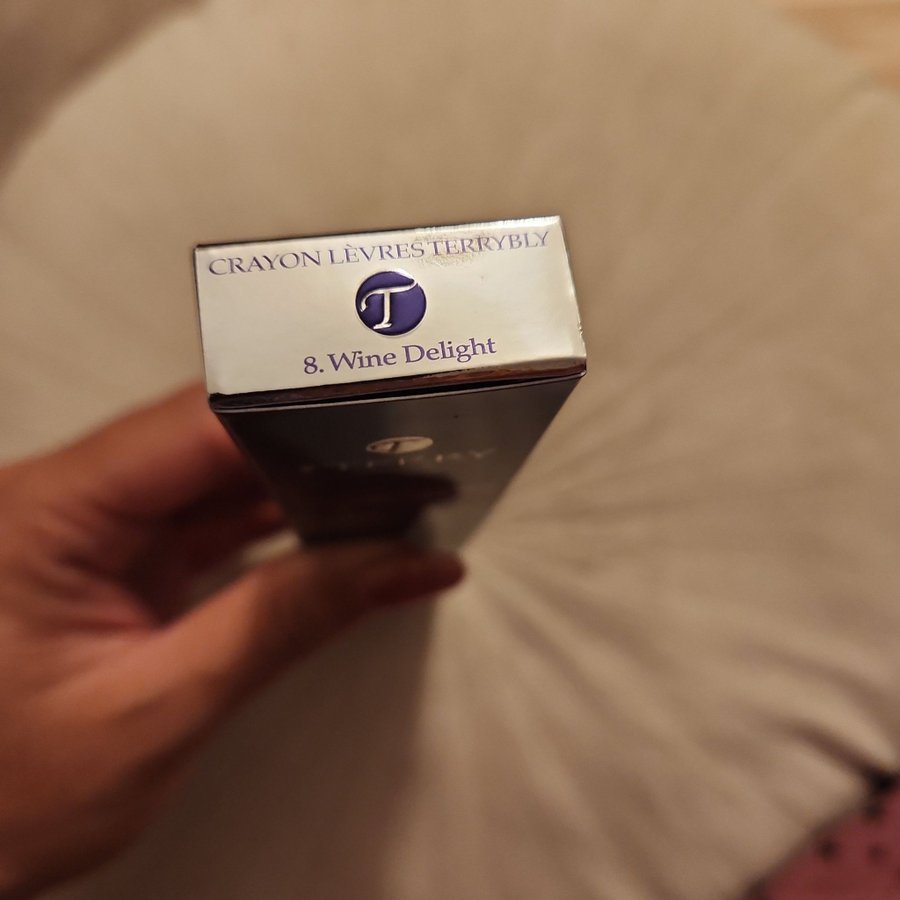 CRAYON LÈVRES TERRYBLY
T
8. Wine Delight